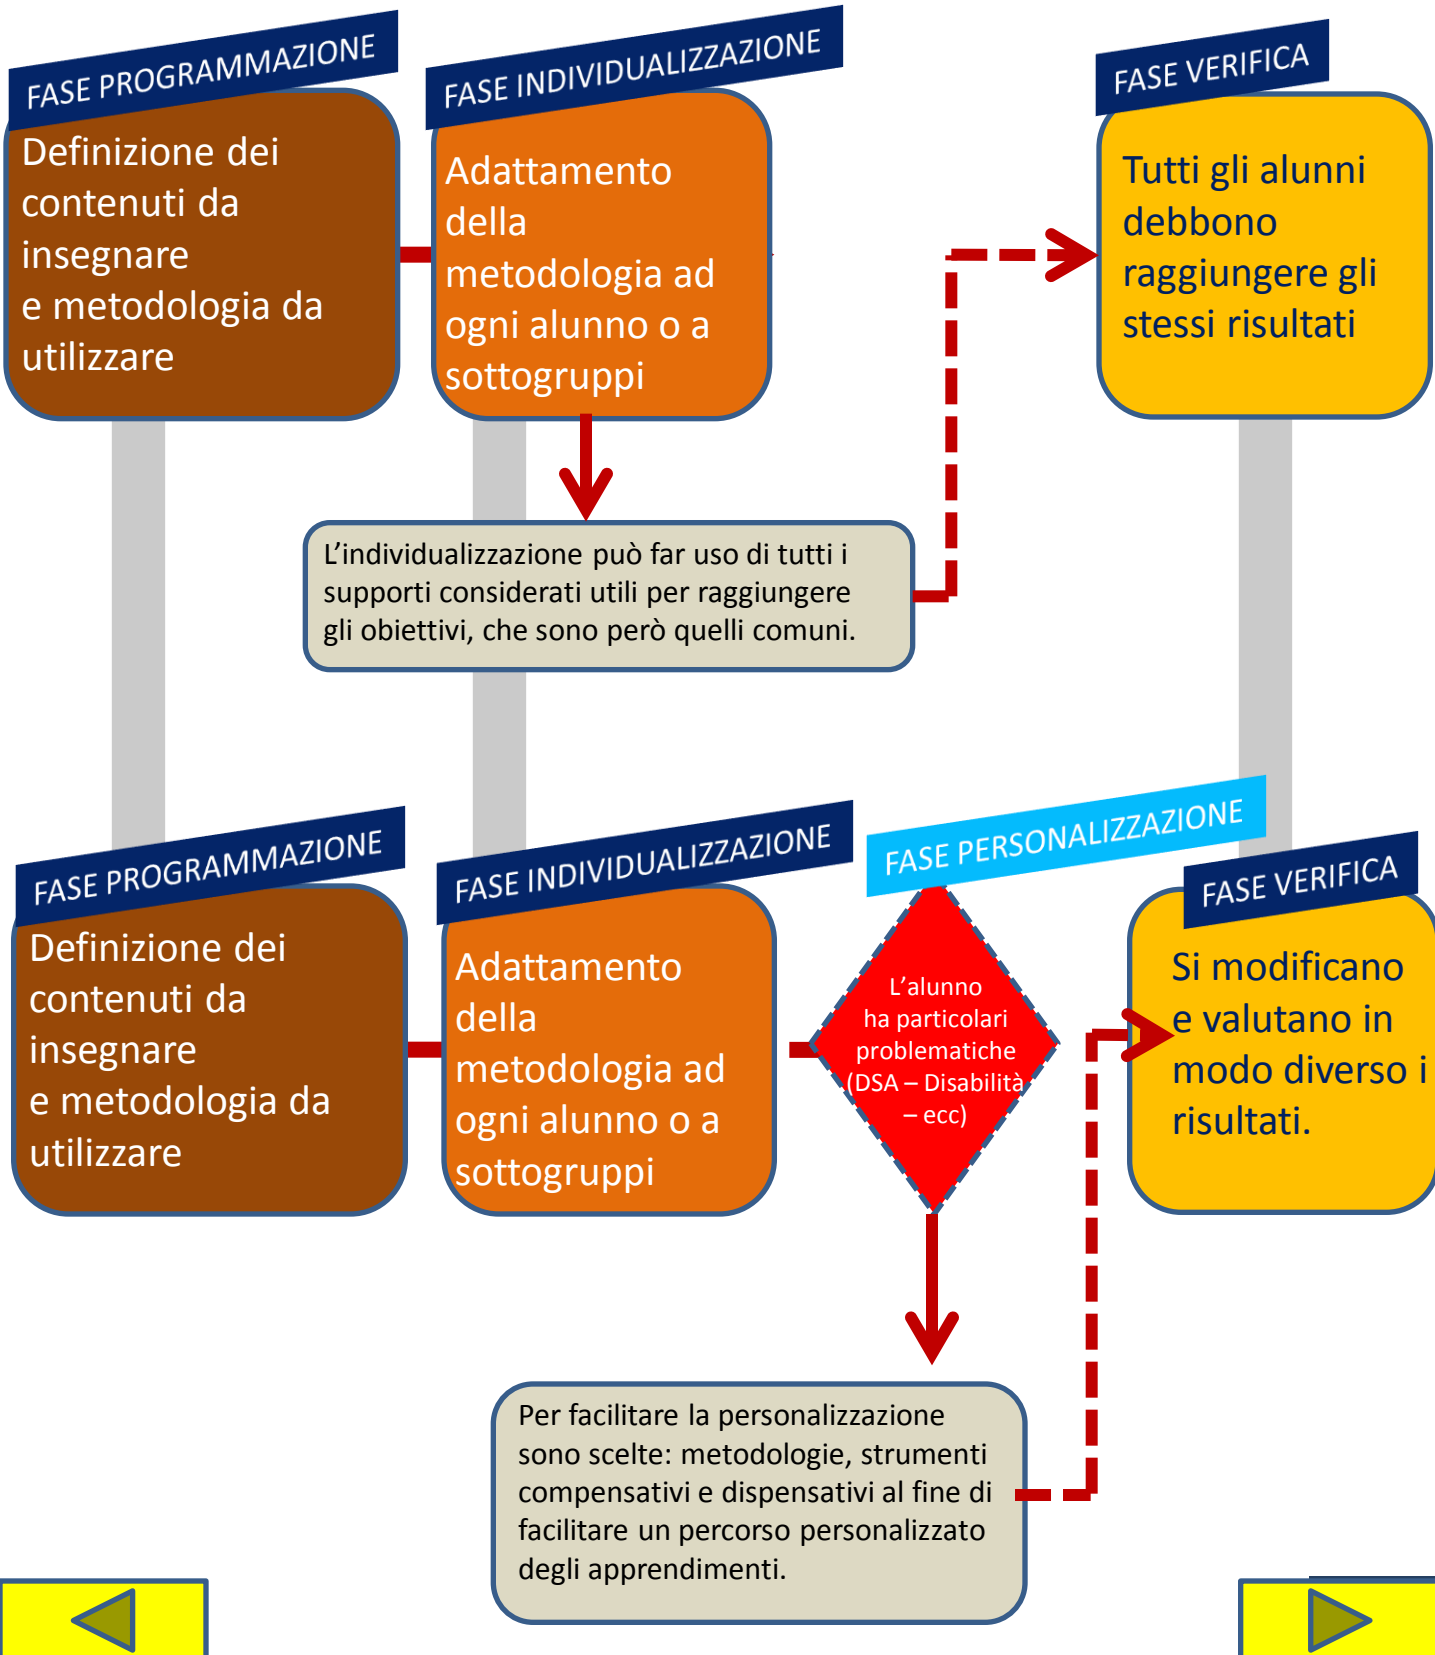 FASE PROGRAMMAZIONE
Definizione dei
contenuti da
insegnare
e metodologia da
utilizzare
FASE INDIVIDUALIZZAZIONE
Adattamento
della
metodologia ad
ogni alunno o a
sottogruppi
FASE VERIFICA
Tutti gli alunni
debbono
raggiungere gli
stessi risultati
L'individualizzazione può far uso di tutti i
supporti considerati utili per raggiungere
gli obiettivi, che sono però quelli comuni.
FASE PROGRAMMAZIONE
Definizione dei
contenuti da
insegnare
e metodologia da
utilizzare
FASE INDIVIDUALIZZAZIONE
Adattamento
della
metodologia ad
ogni alunno o a
sottogruppi
FASE PERSONALIZZAZIONE
L'alunno
ha particolari
problematiche
(DSA – Disabilità
– ecc)
FASE VERIFICA
Si modificano
e valutano in
modo diverso i
risultati.
Per facilitare la personalizzazione
sono scelte: metodologie, strumenti
compensativi e dispensativi al fine di
facilitare un percorso personalizzato
degli apprendimenti.